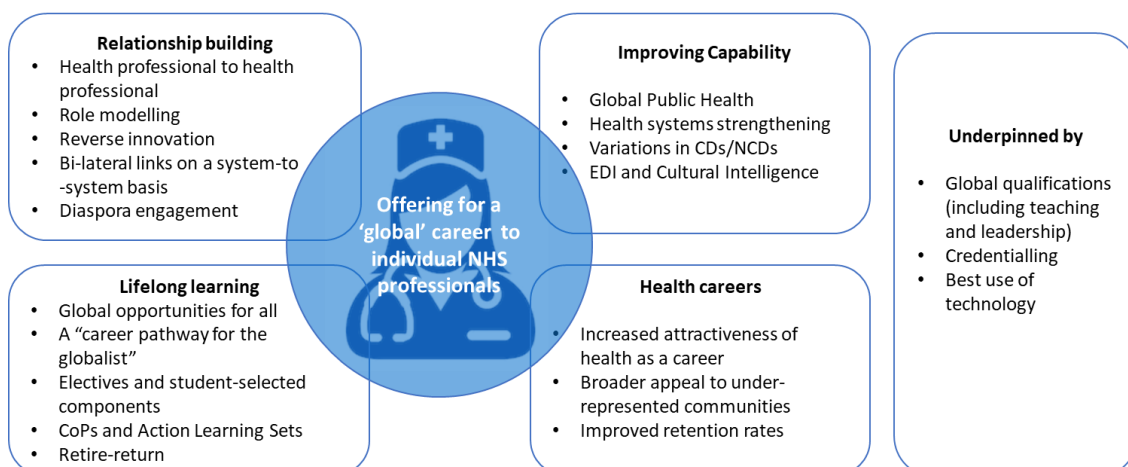 Relationship building
• Health professional to health
professional
• Role modelling
• Reverse innovation
• Bi-lateral links on a system-to
-system basis
• Diaspora engagement
Improving Capability
• Global Public Health
• Health systems strengthening
• Variations in CDs/NCDs
• EDI and Cultural Intelligence
Offering for a
‘global’ career to
individual NHS
professionals
Lifelong learning
• Global opportunities for all
• A “career pathway for the
globalist”
• Electives and student-selected
components
• CoPs and Action Learning Sets
• Retire-return
Health careers
• Increased attractiveness of
health as a career
• Broader appeal to under-
represented communities
• Improved retention rates
Underpinned by
• Global qualifications
(including teaching
and leadership)
• Credentialling
• Best use of
technology